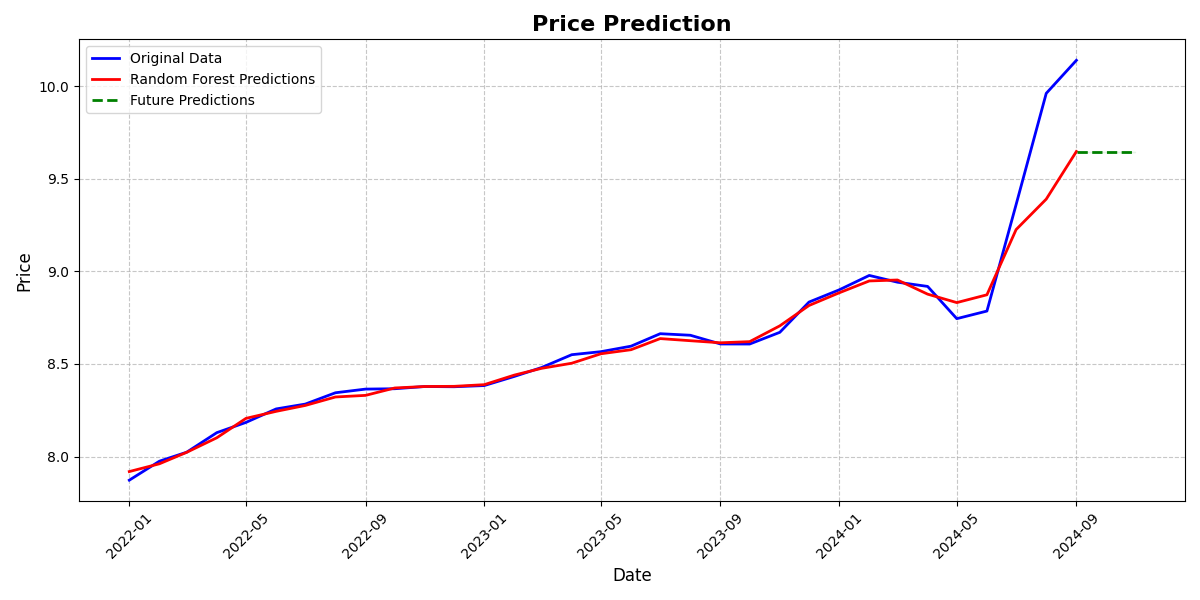 Price Prediction
Original Data
Random Forest Predictions
Future Predictions
Price
10.0
9.5
9.0
8.5
8.0
2022-01
2022-05
2022-09
2023-01
2023-05
2023-09
2024-01
2024-05
2024-09
Date